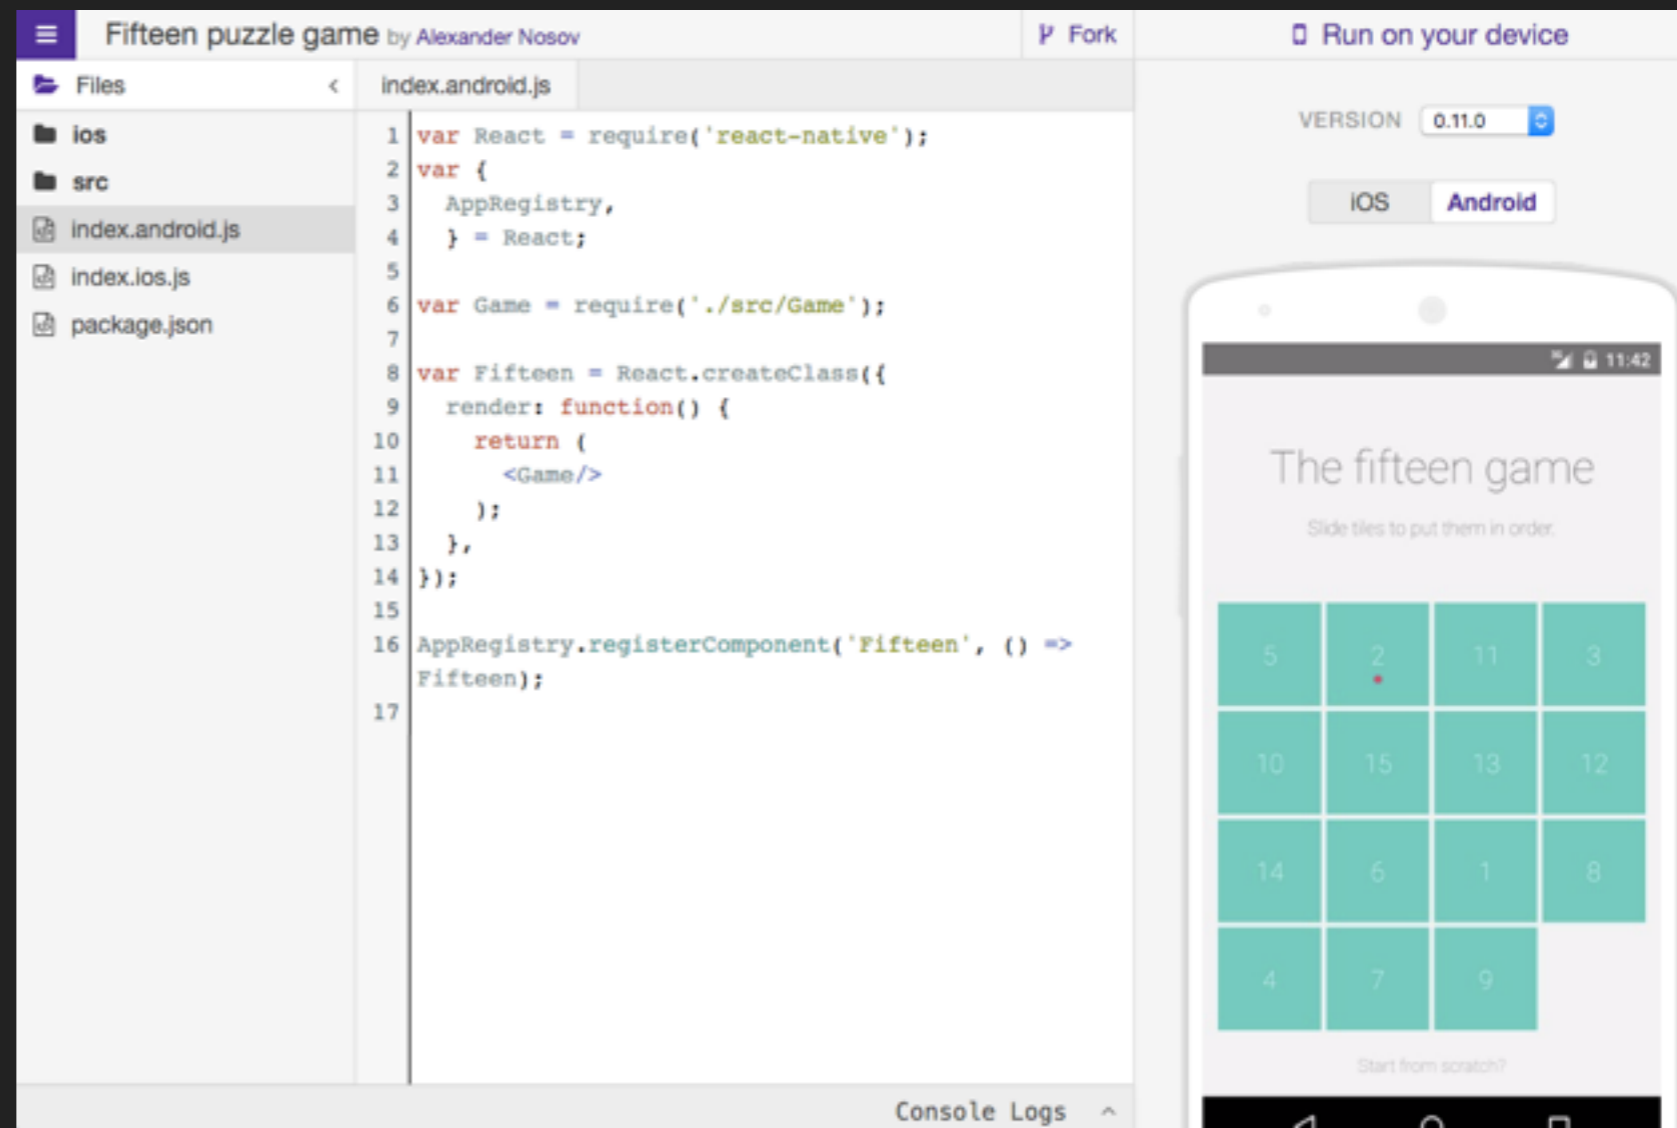 Fifteen puzzle game by Alexander Nosov
Fork
Run on your device
Files
index.android.js
ios
src
index.android.js
index.ios.js
package.json
1 var React = require('react-native');
2 var {
3   AppRegistry,
4   } = React;
5
6 var Game = require('./src/Game');
7
8 var Fifteen = React.createClass({
9   render: function() {
10     return (
11       <Game/>
12     );
13   },
14 });
15
16 AppRegistry.registerComponent('Fifteen', () =>
Fifteen);
17
Console Logs
VERSION 0.11.0
iOS Android
11:42
The fifteen game
Slide tiles to put them in order.
5 2 11 3
10 15 13 12
14 6 1 8
4 7 9
Start from scratch?